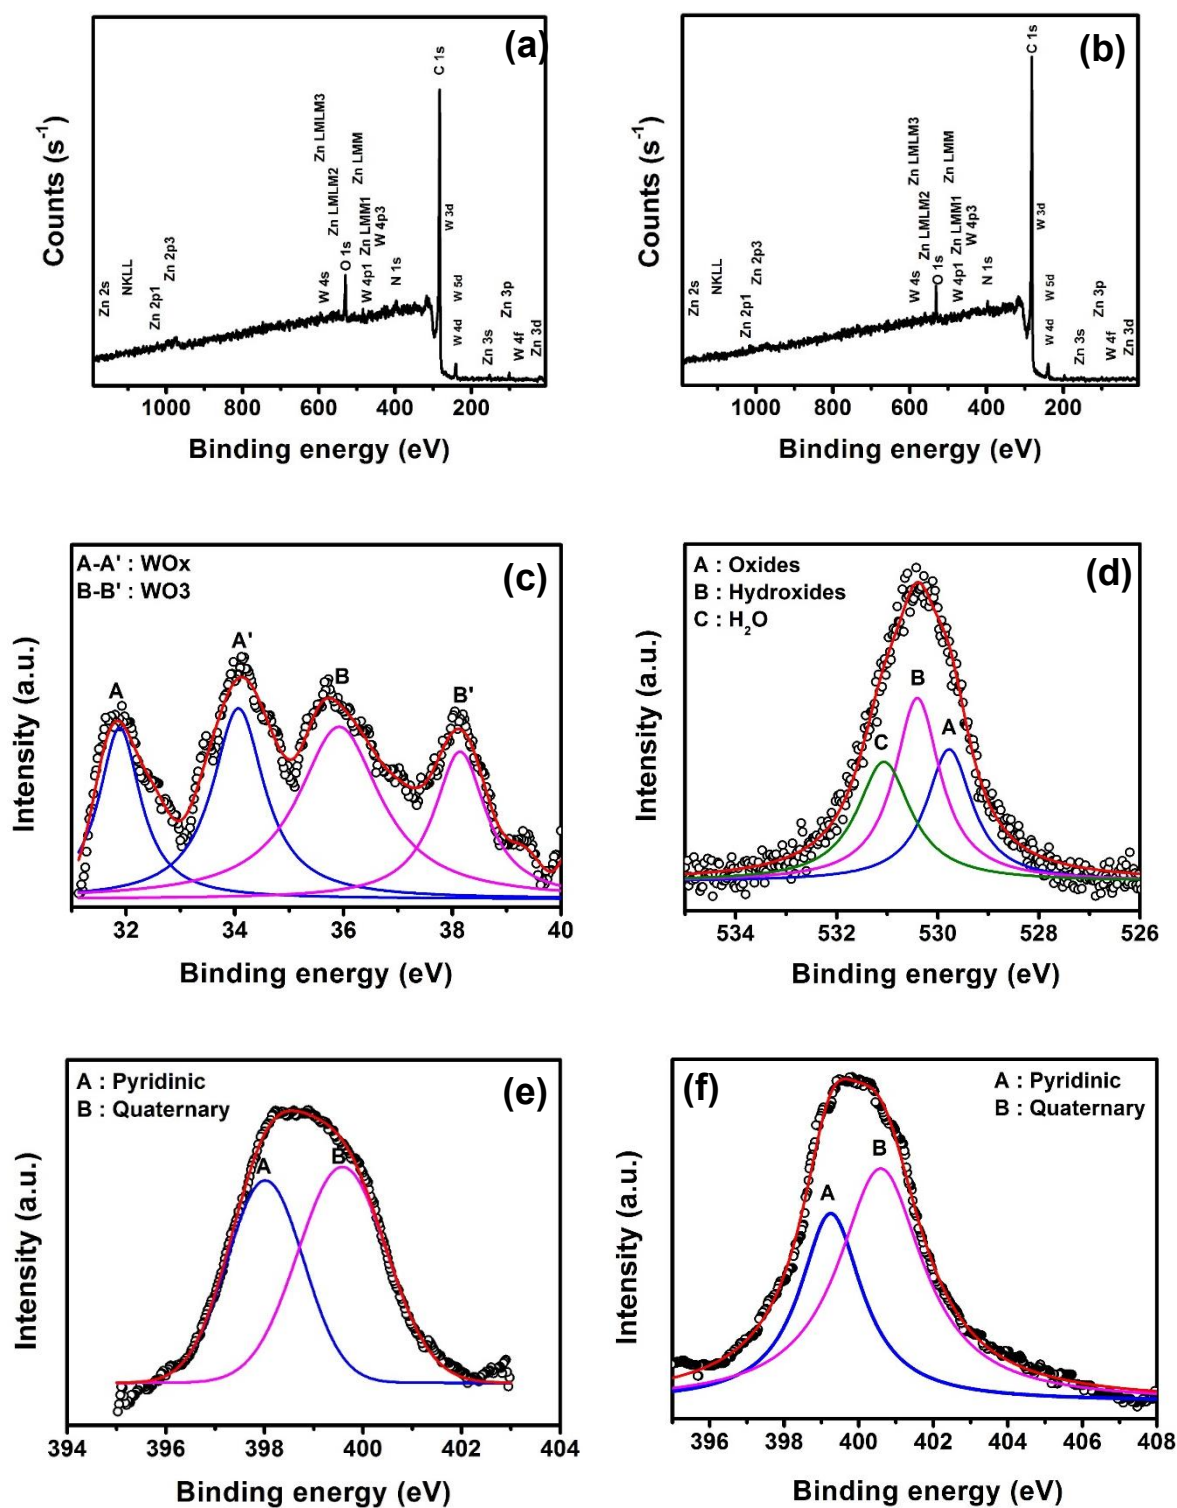 (a)
Counts (s⁻¹)
Zn 2s
NKLL
Zn 2p1
Zn 2p3
Zn LMLM3
Zn LMLM2
W 4s
O 1s
Zn LMM
Zn LMM1
W 4p1
W 4p3
N 1s
C 1s
W 3d
W 5d
W 4d
Zn 3s
Zn 3p
W 4f
Zn 3d
1000 800 600 400 200
Binding energy (eV)
(b)
Counts (s⁻¹)
Zn 2s
NKLL
Zn 2p1
Zn 2p3
Zn LMLM3
Zn LMLM2
W 4s
O 1s
Zn LMM
Zn LMM1
W 4p1
W 4p3
N 1s
C 1s
W 3d
W 5d
W 4d
Zn 3s
Zn 3p
W 4f
Zn 3d
1000 800 600 400 200
Binding energy (eV)
A-A' : WOx
B-B' : WO3
(c)
A
A'
B
B'
Intensity (a.u.)
32 34 36 38 40
Binding energy (eV)
A : Oxides
B : Hydroxides
C : H₂O
(d)
B
C
A
Intensity (a.u.)
534 532 530 528 526
Binding energy (eV)
A : Pyridinic
B : Quaternary
(e)
A
B
Intensity (a.u.)
394 396 398 400 402 404
Binding energy (eV)
(f)
A : Pyridinic
B : Quaternary
A
B
Intensity (a.u.)
396 398 400 402 404 406 408
Binding energy (eV)